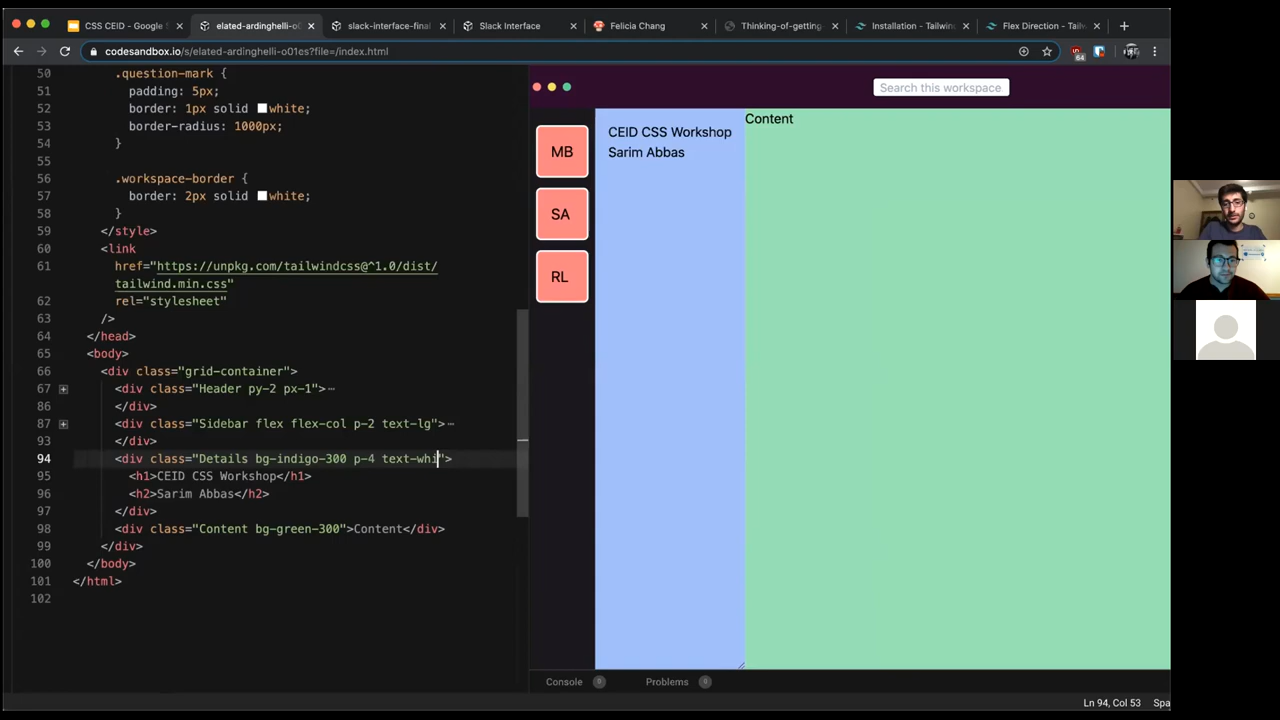 CSS CEID - Google S
elated-ardinghelli-o01es
slack-interface-final
Slack Interface
Felicia Chang
Thinking-of-getting
Installation - Tailwin
Flex Direction - Tailw
codesandbox.io/s/elated-ardinghelli-o01es?file=/index.html
64
50 .question-mark {
51 padding: 5px;
52 border: 1px solid white;
53 border-radius: 1000px;
54 }
55
56 .workspace-border {
57 border: 2px solid white;
58 }
59 </style>
60 <link
61 href="https://unpkg.com/tailwindcss@^1.0/dist/
tailwind.min.css"
62 rel="stylesheet"
63 />
64 </head>
65 <body>
66 <div class="grid-container">
67 <div class="Header py-2 px-1">
86 </div>
87 <div class="Sidebar flex flex-col p-2 text-lg">
93 </div>
94 <div class="Details bg-indigo-300 p-4 text-whi">
95 <h1>CEID CSS Workshop</h1>
96 <h2>Sarim Abbas</h2>
97 </div>
98 <div class="Content bg-green-300">Content</div>
99 </div>
100 </body>
101 </html>
102
Search this workspace
MB
SA
RL
CEID CSS Workshop
Sarim Abbas
Content
Console 0 Problems 0
Ln 94, Col 53 Spa